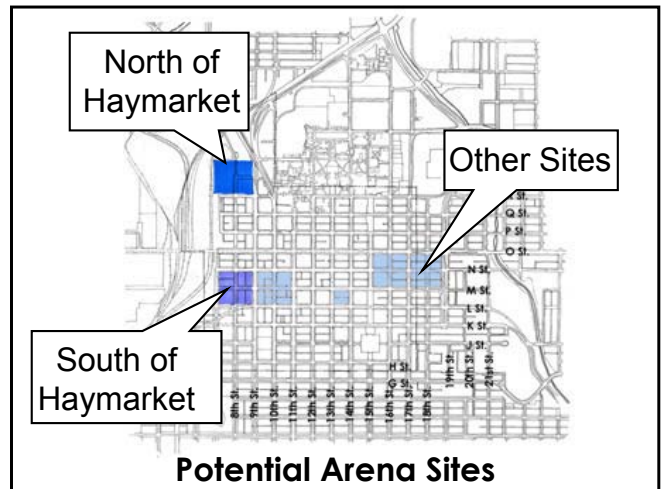 North of
Haymarket
Other Sites
Q St.
P St.
O St.
N St.
M St.
L St.
K St.
J St.
H St.
G St.
South of
Haymarket
8th St.
9th St.
10th St.
11th St.
12th St.
13th St.
14th St.
15th St.
16th St.
17th St.
18th St.
19th St.
20th St.
21st St.
Potential Arena Sites